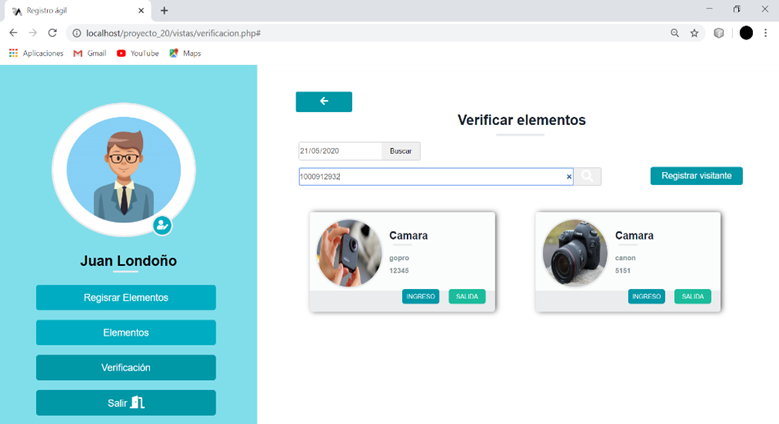 Registro ágil
localhost/proyecto_20/vistas/verificacion.php#
Aplicaciones Gmail YouTube Maps
Verificar elementos
21/05/2020 Buscar
1000912932
Registrar visitante
Juan Londoño
Regisrar Elementos
Elementos
Verificación
Salir
Camara
gopro
12345
INGRESO SALIDA
Camara
canon
5151
INGRESO SALIDA